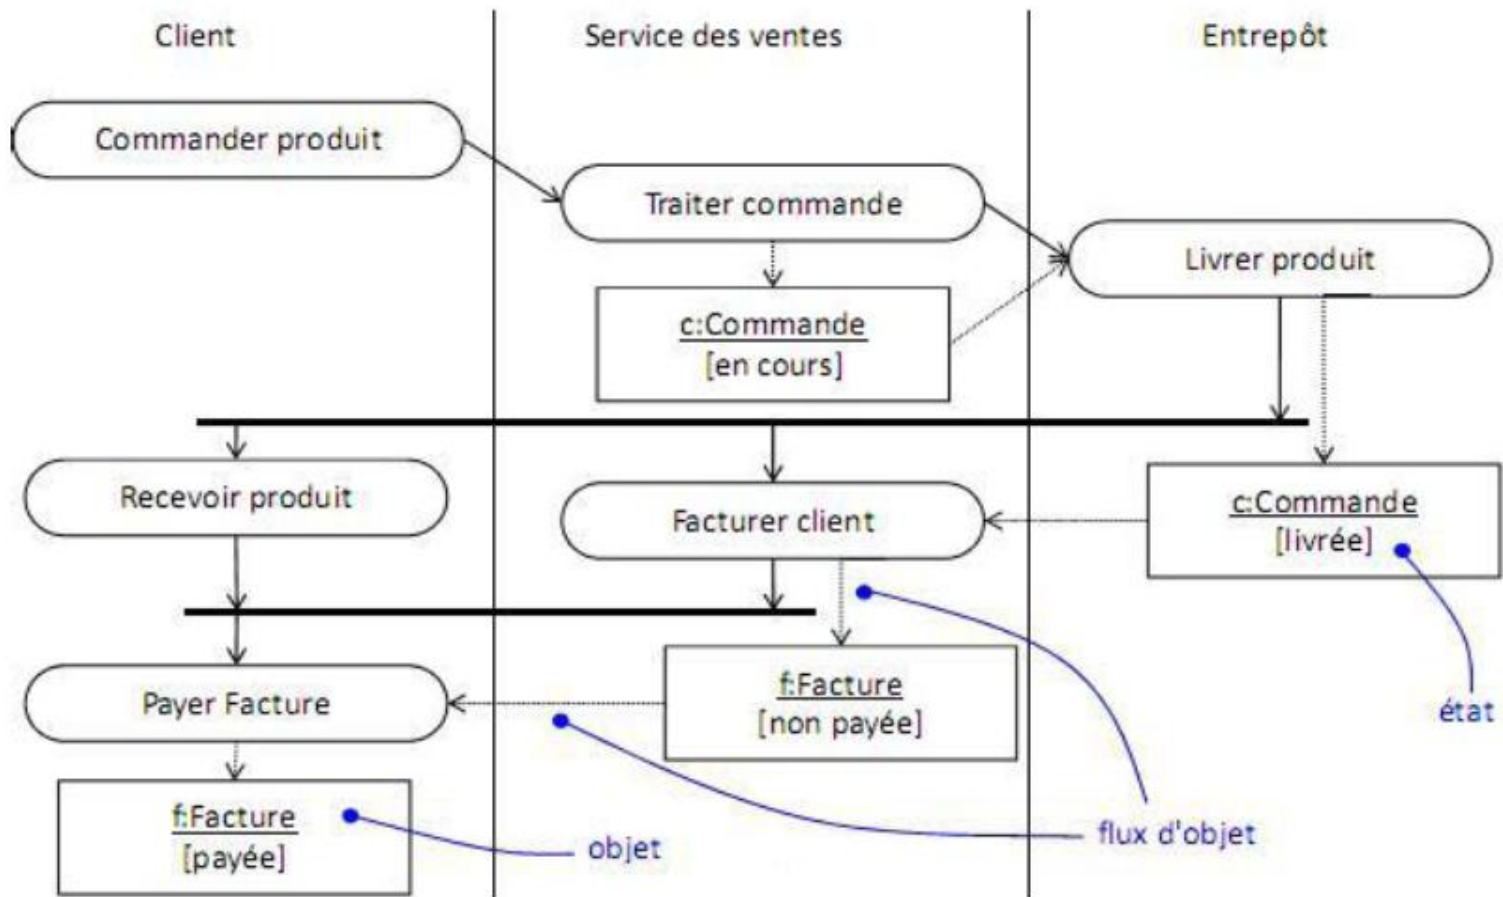 Client
Service des ventes
Entrepôt
Commander produit
Traiter commande
Livrer produit
c:Commande
[en cours]
Recevoir produit
Facturer client
c:Commande
[livrée]
Payer Facture
f:Facture
[non payée]
état
f:Facture
[payée]
objet
flux d'objet